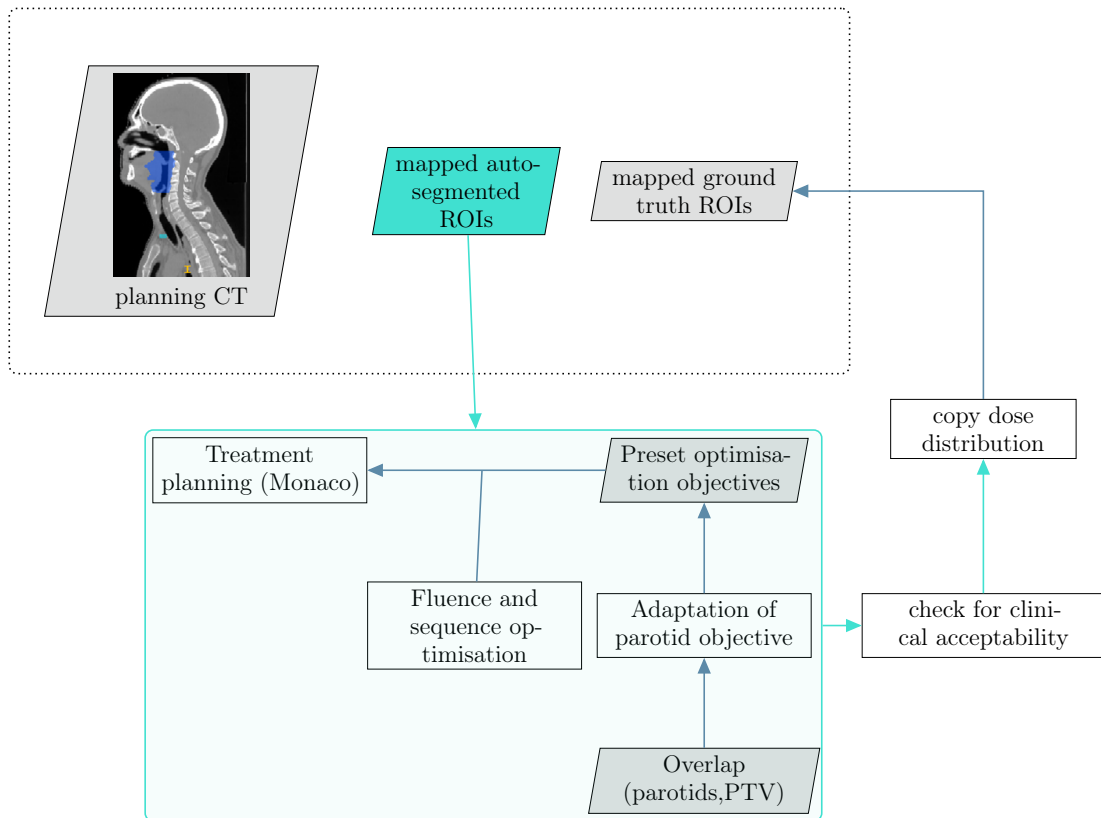 planning CT
mapped auto-
segmented
ROIs
mapped ground
truth ROIs
copy dose
distribution
Treatment
planning (Monaco)
Preset optimisa-
tion objectives
Fluence and
sequence op-
timisation
Adaptation of
parotid objective
check for clini-
cal acceptability
Overlap
(parotids,PTV)